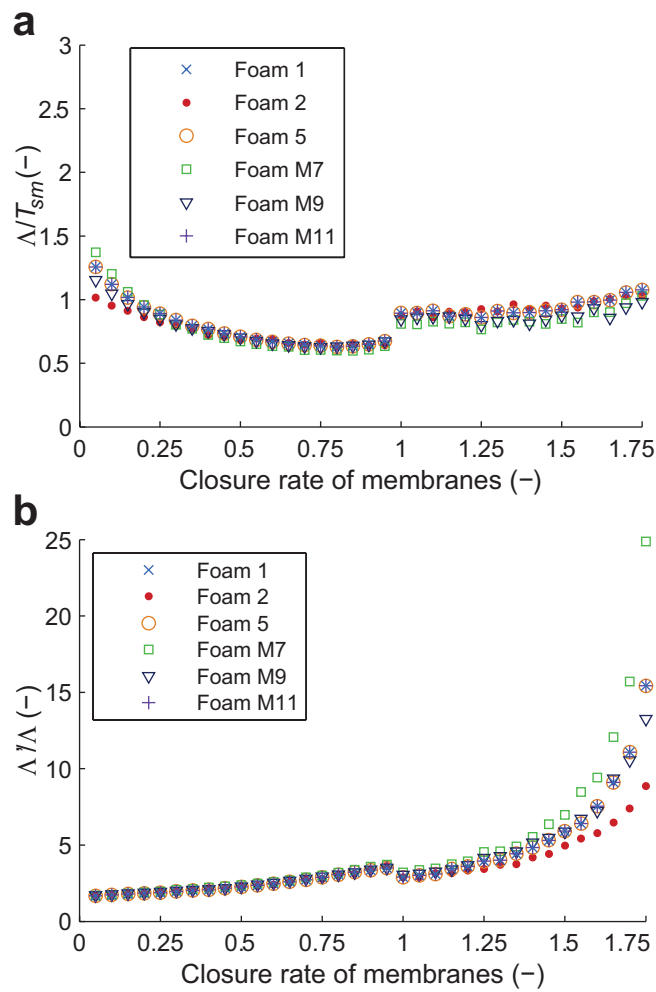 a
3
2.5
2
1.5
1
0.5
0
Λ/Tsm(−)
Foam 1
Foam 2
Foam 5
Foam M7
Foam M9
Foam M11
0 0.25 0.5 0.75 1 1.25 1.5 1.75
Closure rate of membranes (−)
b
25
20
15
10
5
0
Λ'/Λ (−)
Foam 1
Foam 2
Foam 5
Foam M7
Foam M9
Foam M11
0 0.25 0.5 0.75 1 1.25 1.5 1.75
Closure rate of membranes (−)